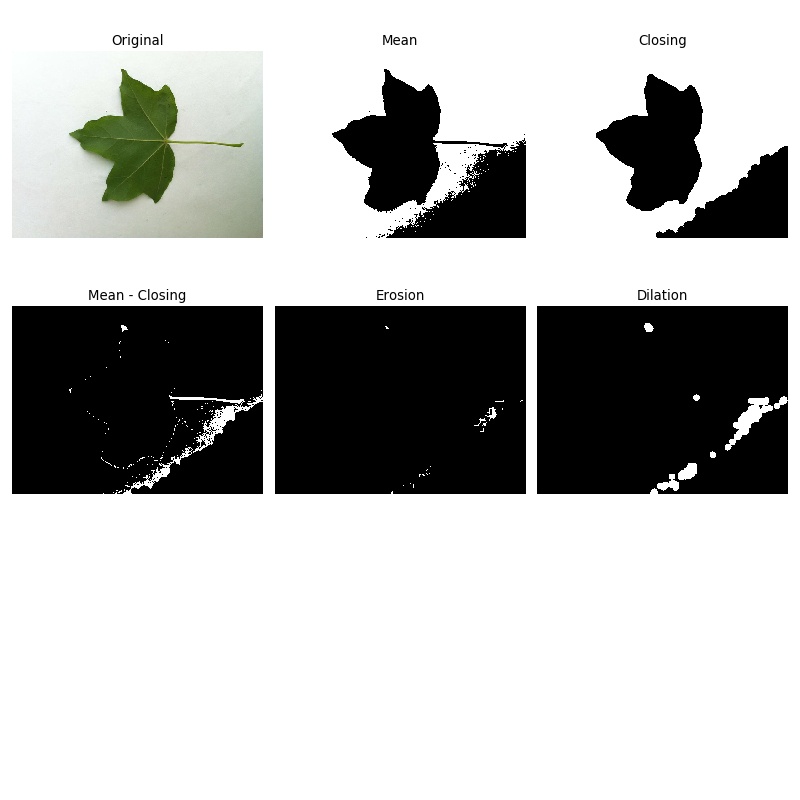 Original
Mean
Closing
Mean - Closing
Erosion
Dilation